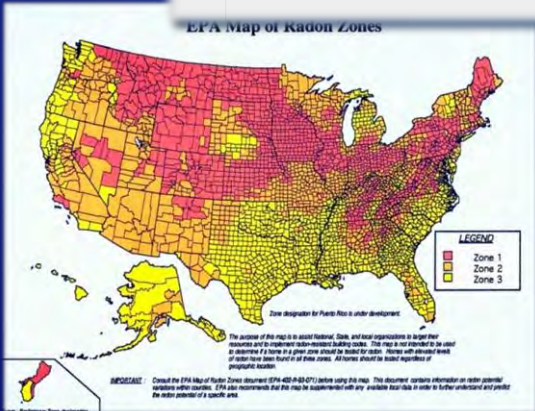 EPA Map of Radon Zones
LEGEND
Zone 1
Zone 2
Zone 3
Zone designation for Puerto Rico is under development.
The purpose of this map is to assist National, State, and local organizations to target their
resources and to implement radon-resistant building codes. This map is not intended to be used
to determine if a home in a given zone should be tested for radon. Homes with elevated levels
of radon have been found in all three zones. All homes should be tested regardless of
geographic location.
IMPORTANT: Consult the EPA Map of Radon Zones document (EPA-402-R-93-071) before using this map. This document contains information on radon potential
variations within counties. EPA also recommends that this map be supplemented with any available local data in order to further understand and predict
the radon potential of a specific area.